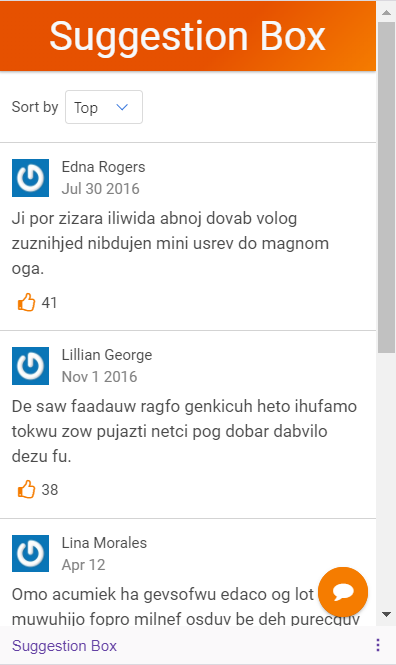 Suggestion Box
Sort by Top
Edna Rogers
Jul 30 2016
Ji por zizara iliwida abnoj dovab volog
zuznihjed nibdujen mini usrev do magnom
oga.
41
Lillian George
Nov 1 2016
De saw faadauw ragfo genkicuh heto ihufamo
tokwu zow pujazti netci pog dobar dabvilo
dezu fu.
38
Lina Morales
Apr 12
Omo acumiek ha gevsofwu edaco og lot
muwuhijo fopro milnef osduv be deh purecguv
Suggestion Box